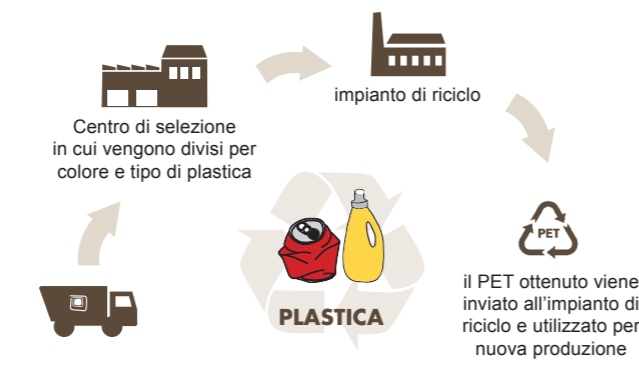 impianto di riciclo
Centro di selezione
in cui vengono divisi per
colore e tipo di plastica
PET
il PET ottenuto viene
inviato all'impianto di
riciclo e utilizzato per
nuova produzione
PLASTICA